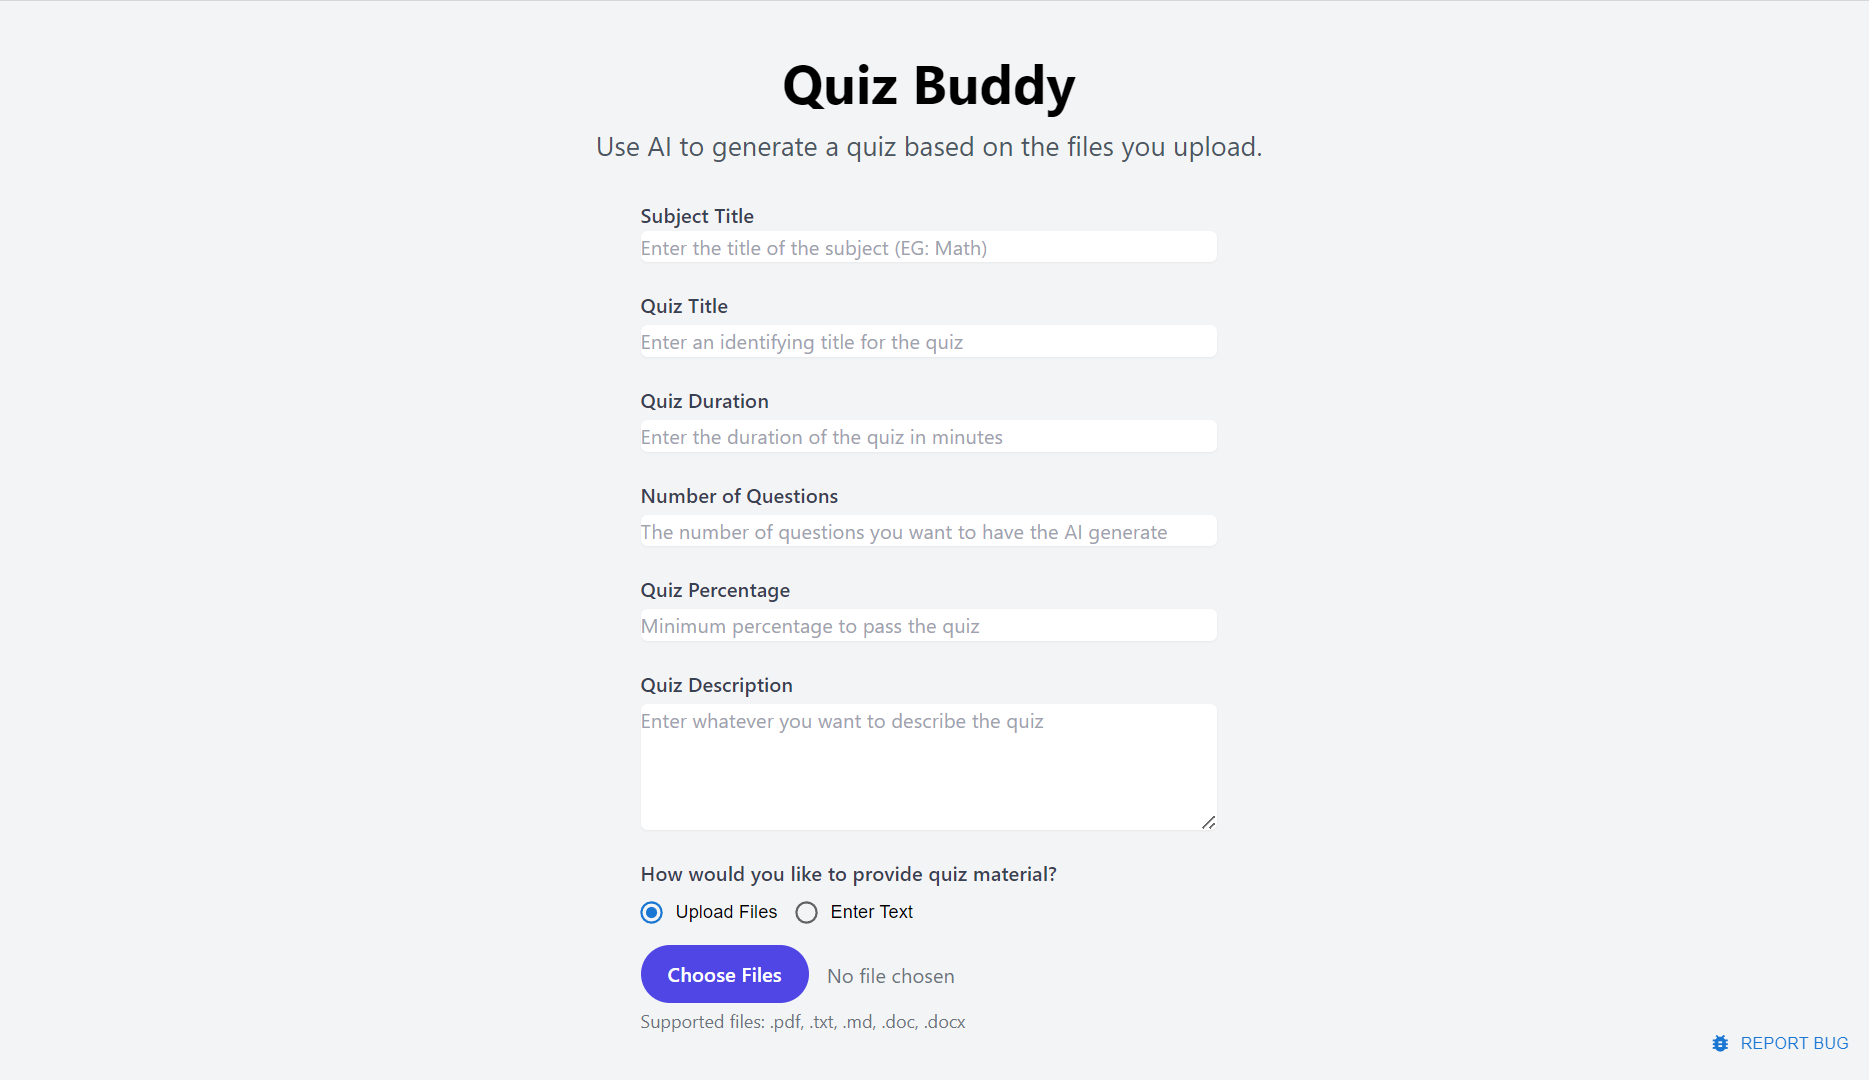 Quiz Buddy
Use AI to generate a quiz based on the files you upload.
Subject Title
Enter the title of the subject (EG: Math)
Quiz Title
Enter an identifying title for the quiz
Quiz Duration
Enter the duration of the quiz in minutes
Number of Questions
The number of questions you want to have the AI generate
Quiz Percentage
Minimum percentage to pass the quiz
Quiz Description
Enter whatever you want to describe the quiz
How would you like to provide quiz material?
Upload Files Enter Text
Choose Files No file chosen
Supported files: .pdf, .txt, .md, .doc, .docx
REPORT BUG